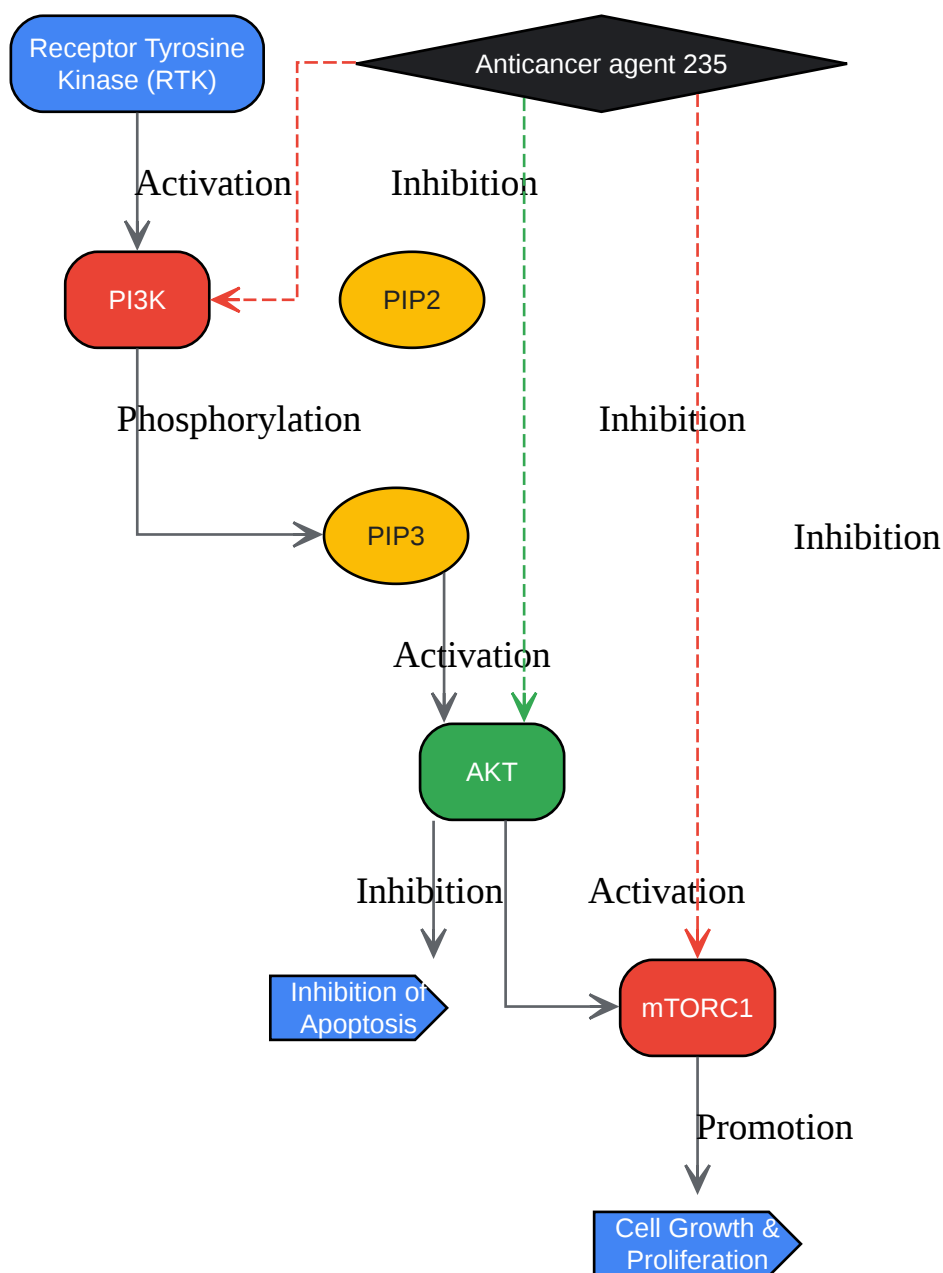 Receptor Tyrosine
Kinase (RTK)
Anticancer agent 235
Activation
Inhibition
PI3K
PIP2
Phosphorylation
Inhibition
PIP3
Inhibition
Activation
AKT
Inhibition
Activation
Inhibition of
Apoptosis
mTORC1
Promotion
Cell Growth &
Proliferation